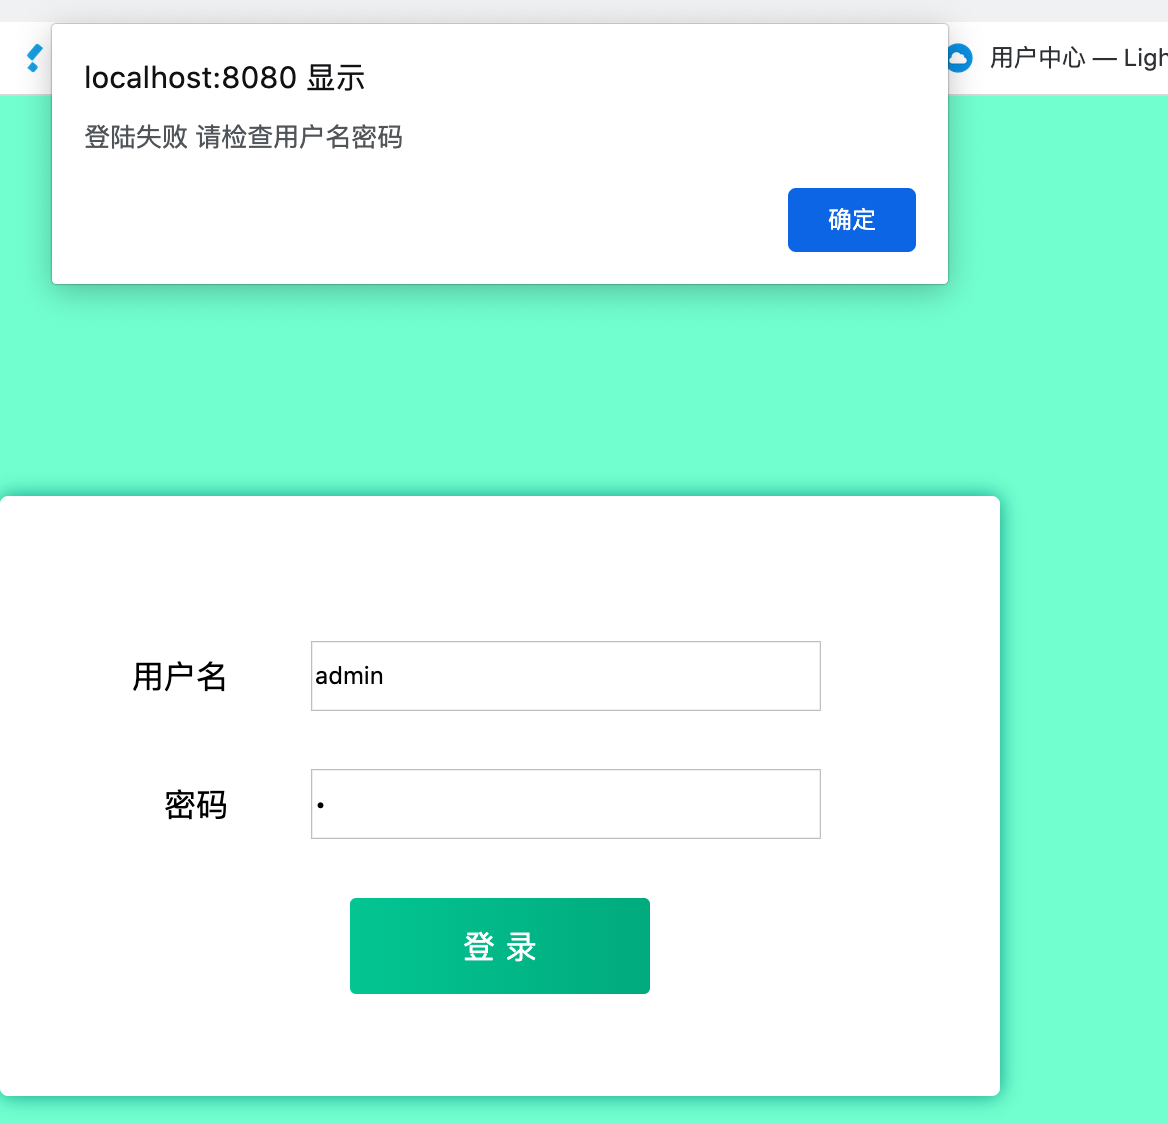 localhost:8080 显示
用户中心 — Ligh
登陆失败 请检查用户名密码
确定
用户名
admin
密码
•
登 录